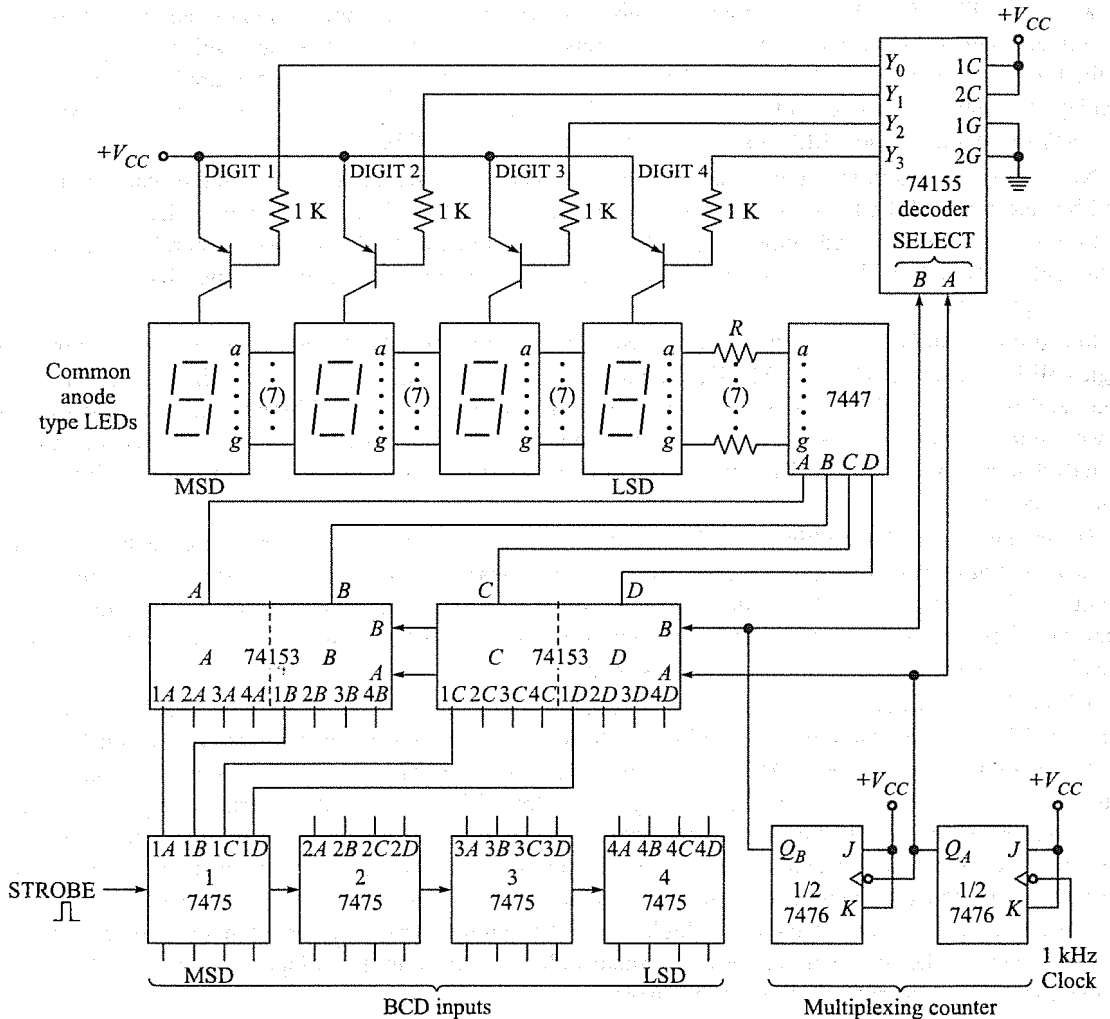 +VCC
Y0 1C
Y1 2C
Y2 1G
Y3 2G
74155
decoder
SELECT
B A
+VCC
DIGIT 1 DIGIT 2 DIGIT 3 DIGIT 4
1 K 1 K 1 K 1 K
Common
anode
type LEDs
a a a a R a
(7) (7) (7) (7) 7447
g g g g g
A B C D
MSD LSD
A B C D
B B
A 74153 B C 74153 D
A A
1A 2A 3A 4A 1B 2B 3B 4B 1C 2C 3C 4C 1D 2D 3D 4D
+VCC +VCC
1A 1B 1C 1D 2A 2B 2C 2D 3A 3B 3C 3D 4A 4B 4C 4D
QB J QA J
STROBE
1 2 3 4
7475 7475 7475 7475
1/2 1/2
7476 7476
K K
MSD LSD
1 kHz
Clock
BCD inputs Multiplexing counter